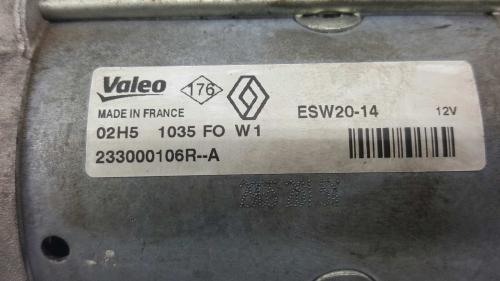 Valeo 176 ESW20-14 12V
MADE IN FRANCE
02H5 1035 FO W1
233000106R--A